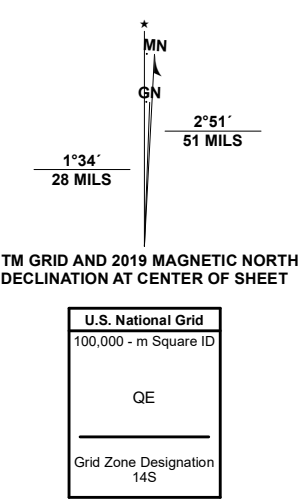 MN
GN
2°51´
51 MILS
1°34´
28 MILS
TM GRID AND 2019 MAGNETIC NORTH
DECLINATION AT CENTER OF SHEET
U.S. National Grid
100,000 - m Square ID
QE
Grid Zone Designation
14S